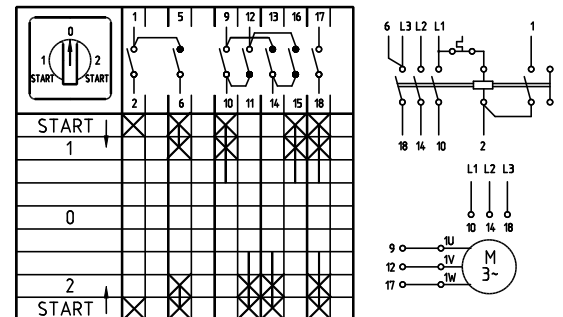 0
1 2
START START
1 5 9 12 13 16 17
2 6 10 11 14 15 18
START
1
0
2
START
6 L3 L2 L1 1
18 14 10 2
L1 L2 L3
10 14 18
9 1U
12 1V
17 1W
M
3~